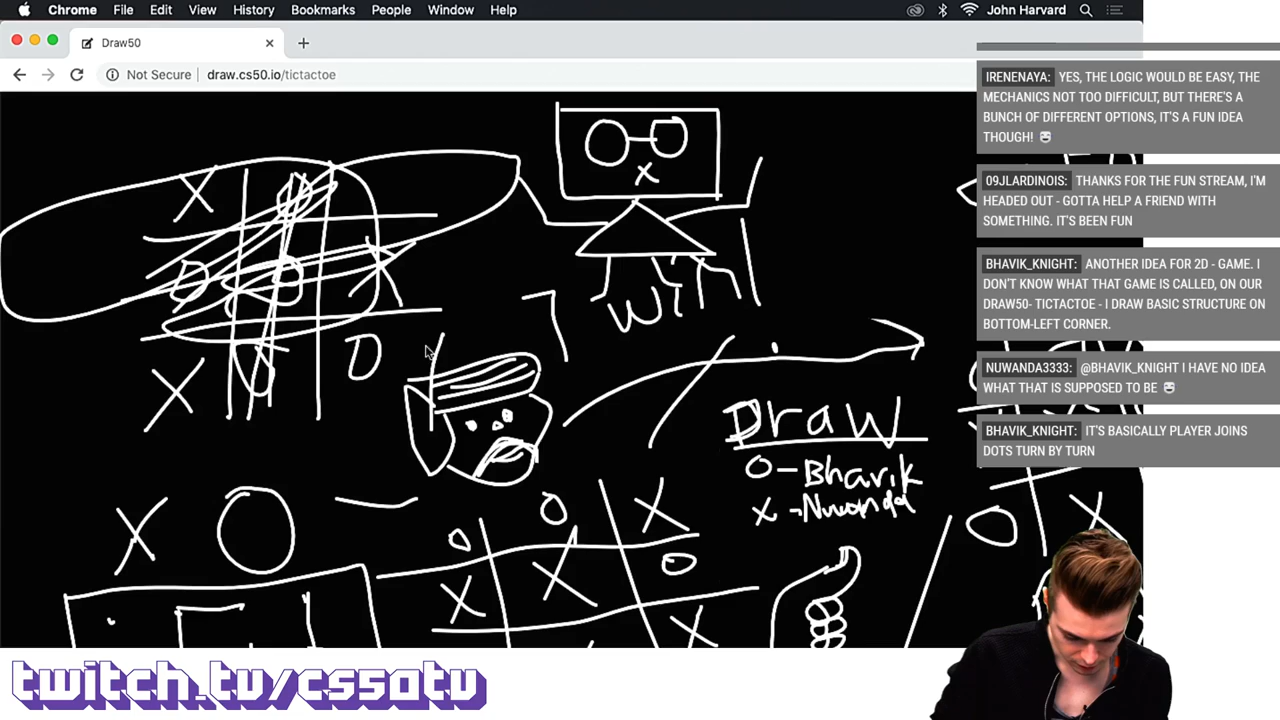 Chrome File Edit View History Bookmarks People Window Help John Harvard
Draw50
Not Secure draw.cs50.io/tictactoe
IRENENAYA: YES, THE LOGIC WOULD BE EASY, THE
MECHANICS NOT TOO DIFFICULT, BUT THERE'S A
BUNCH OF DIFFERENT OPTIONS, IT'S A FUN IDEA
THOUGH!
09JLARDINOIS: THANKS FOR THE FUN STREAM, I'M
HEADED OUT - GOTTA HELP A FRIEND WITH
SOMETHING. IT'S BEEN FUN
BHAVIK_KNIGHT: ANOTHER IDEA FOR 2D - GAME. I
DON'T KNOW WHAT THAT GAME IS CALLED, ON OUR
DRAW50- TICTACTOE - I DRAW BASIC STRUCTURE ON
BOTTOM-LEFT CORNER.
NUWANDA3333: @BHAVIK_KNIGHT I HAVE NO IDEA
WHAT THAT IS SUPPOSED TO BE
BHAVIK_KNIGHT: IT'S BASICALLY PLAYER JOINS
DOTS TURN BY TURN
X O
O O X
X O O
win
Draw
O - Bhavik
X - Nuwanda
X O
O O X
X X O
X
O X
twitch.tv/cs50tv